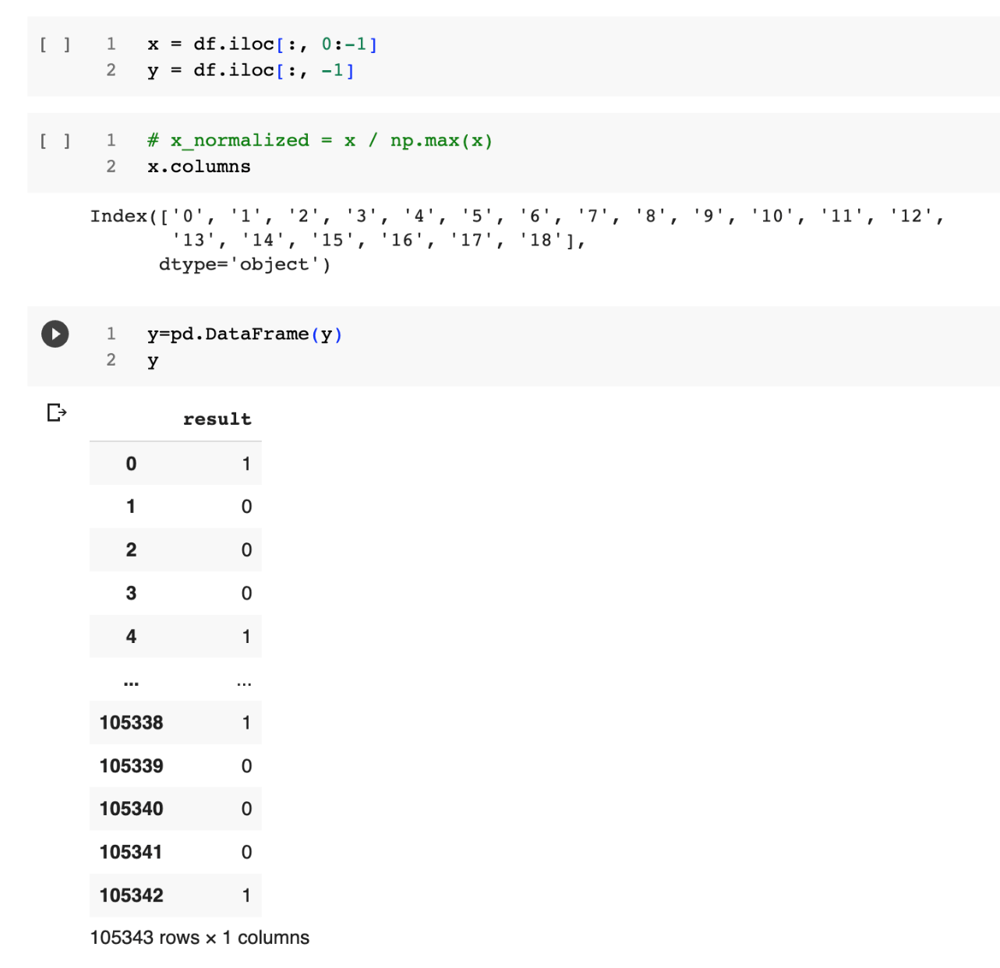 [ ] 1 x = df.iloc[:, 0:-1]
2 y = df.iloc[:, -1]
[ ] 1 # x_normalized = x / np.max(x)
2 x.columns
Index(['0', '1', '2', '3', '4', '5', '6', '7', '8', '9', '10', '11', '12',
'13', '14', '15', '16', '17', '18'],
dtype='object')
1 y=pd.DataFrame(y)
2 y
result
0 1
1 0
2 0
3 0
4 1
... ...
105338 1
105339 0
105340 0
105341 0
105342 1
105343 rows × 1 columns